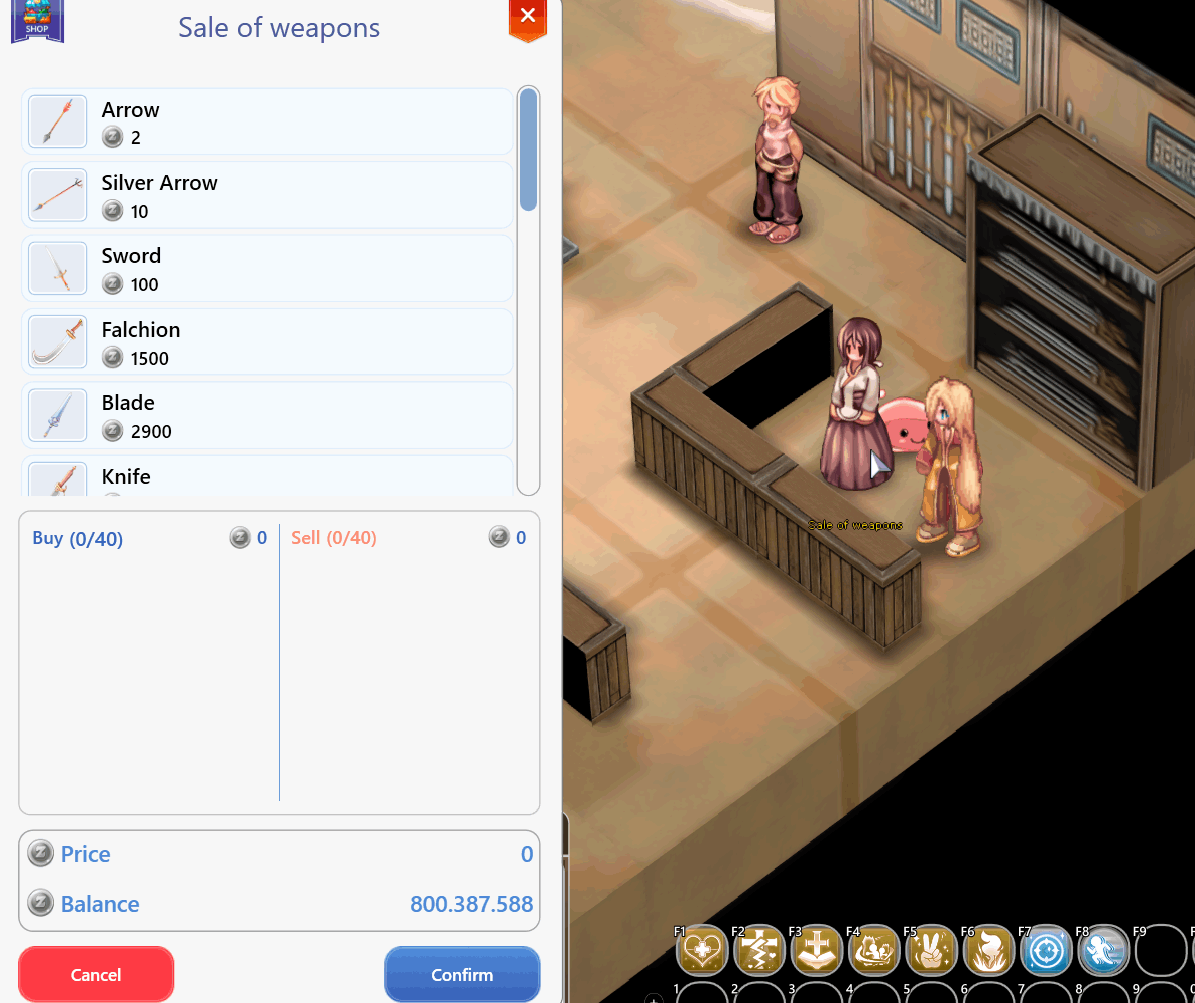 SHOP
Sale of weapons
Arrow
2
Silver Arrow
10
Sword
100
Falchion
1500
Blade
2900
Knife
Buy (0/40)
0
Sell (0/40)
0
Price
0
Balance
800.387.588
Cancel
Confirm
Sale of weapons
F1 F2 F3 F4 F5 F6 F7 F8 F9
1 2 3 4 5 6 7 8 9